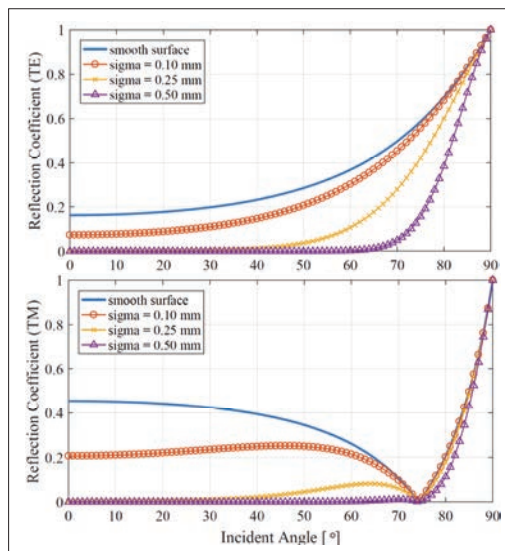 1
0.8
0.6
0.4
0.2
0
Reflection Coefficient (TE)
smooth surface
sigma = 0.10 mm
sigma = 0.25 mm
sigma = 0.50 mm
0 10 20 30 40 50 60 70 80 90
1
0.8
0.6
0.4
0.2
0
Reflection Coefficient (TM)
smooth surface
sigma = 0.10 mm
sigma = 0.25 mm
sigma = 0.50 mm
0 10 20 30 40 50 60 70 80 90
Incident Angle [°]